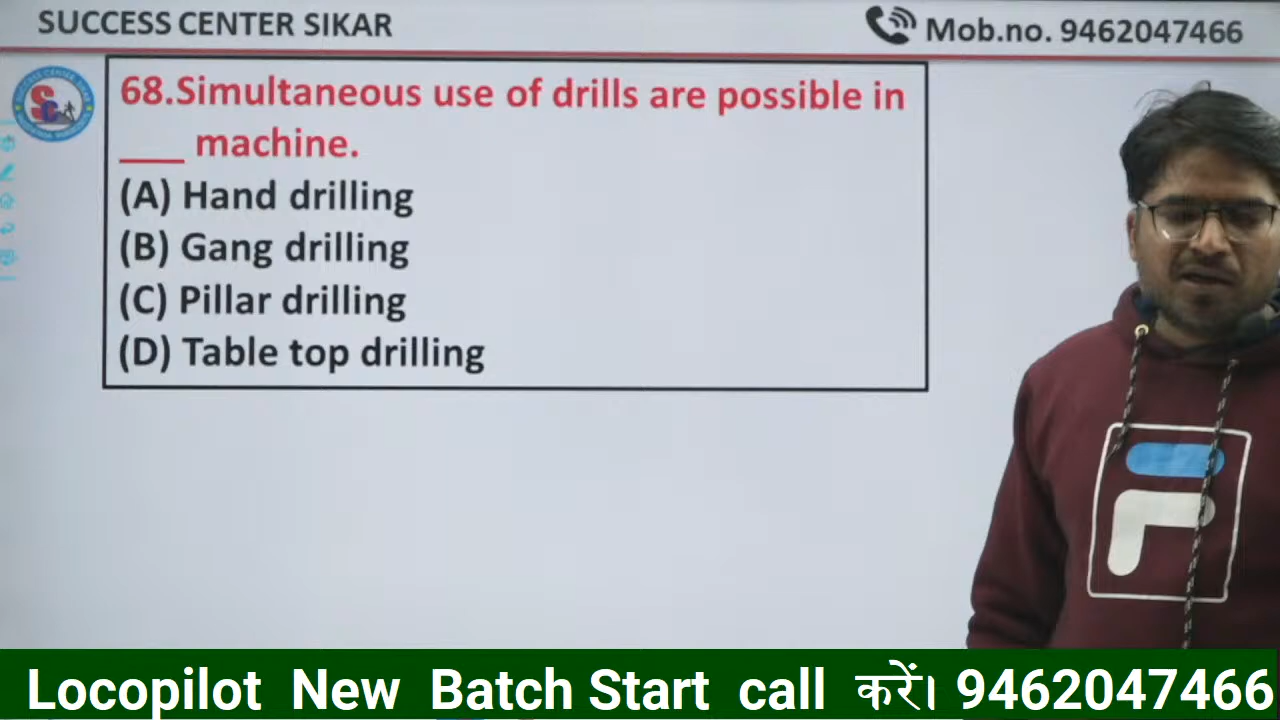 SUCCESS CENTER SIKAR
Mob.no. 9462047466
68.Simultaneous use of drills are possible in
___ machine.
(A) Hand drilling
(B) Gang drilling
(C) Pillar drilling
(D) Table top drilling
Locopilot New Batch Start call करें। 9462047466